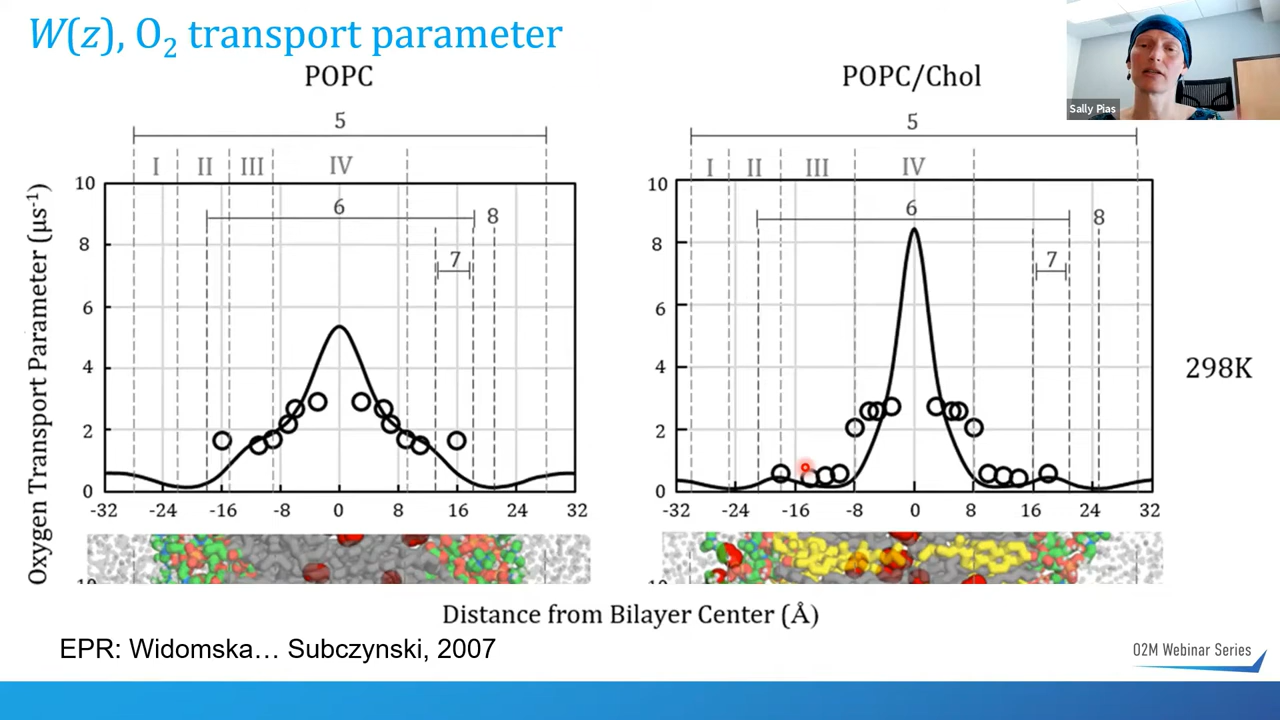 W(z), O₂ transport parameter
Sally Pias
POPC
POPC/Chol
5
5
I II III IV
I II III IV
6
8
7
6
8
7
Oxygen Transport Parameter (μs⁻¹)
10
8
6
4
2
0
10
8
6
4
2
0
298K
-32 -24 -16 -8 0 8 16 24 32
-32 -24 -16 -8 0 8 16 24 32
Distance from Bilayer Center (Å)
EPR: Widomska… Subczynski, 2007
O2M Webinar Series